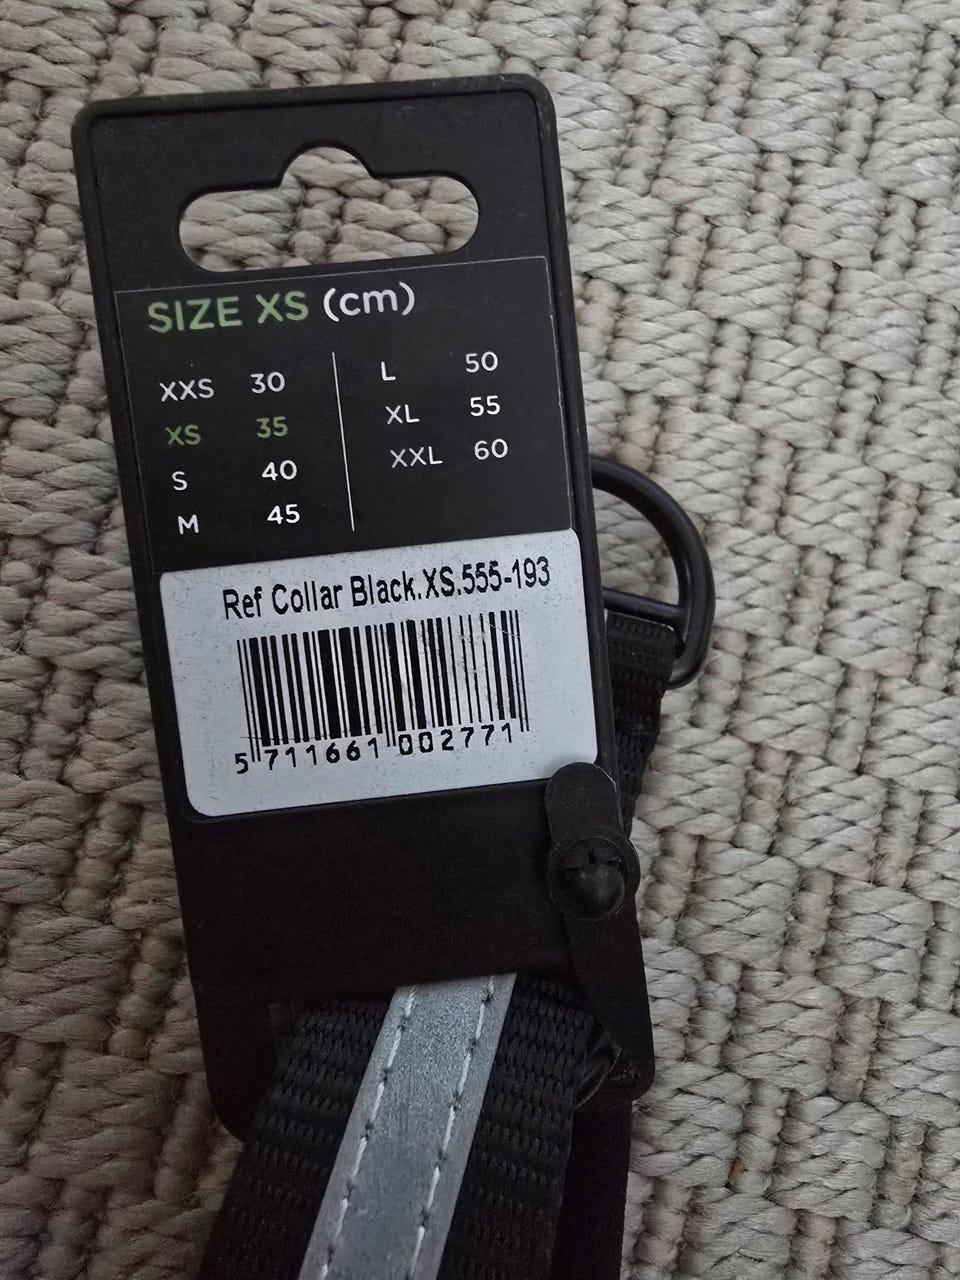 SIZE XS (cm)
XXS 30
XS 35
S 40
M 45
L 50
XL 55
XXL 60
Ref Collar Black.XS.555-193
5 711661 002771